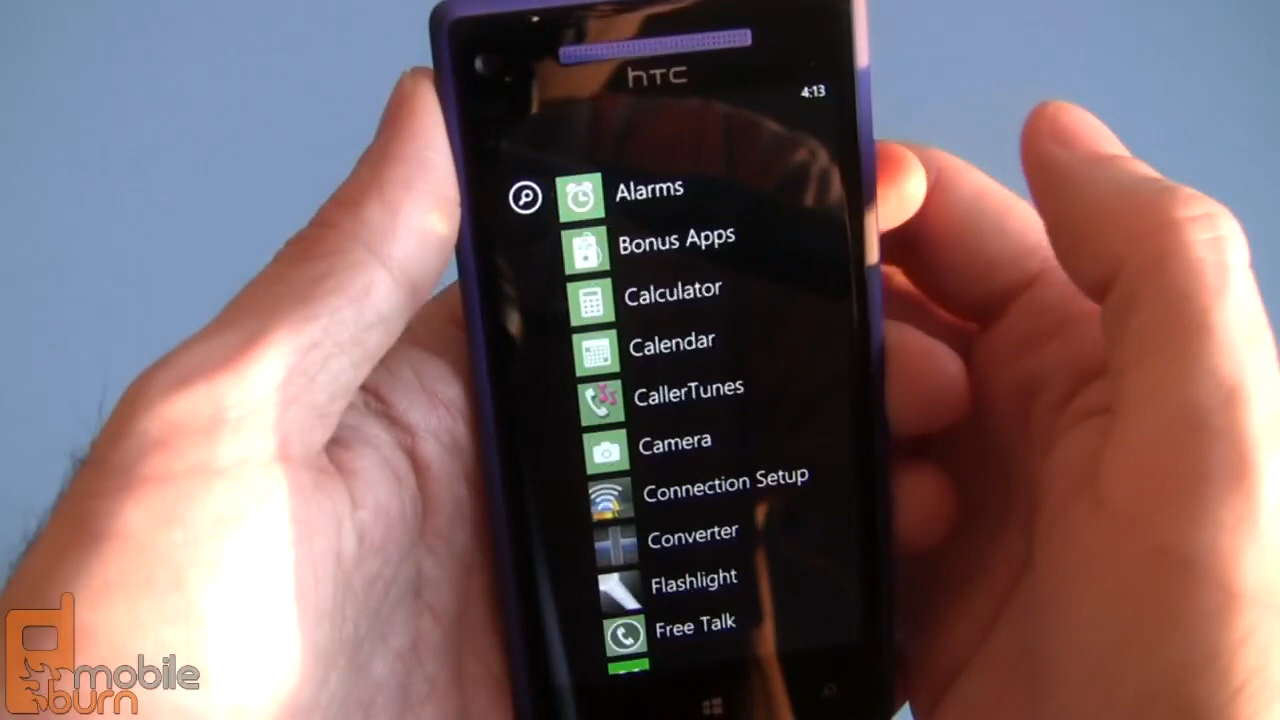 hTC
4:13
Alarms
Bonus Apps
Calculator
Calendar
CallerTunes
Camera
Connection Setup
Converter
Flashlight
Free Talk
mobile
burn